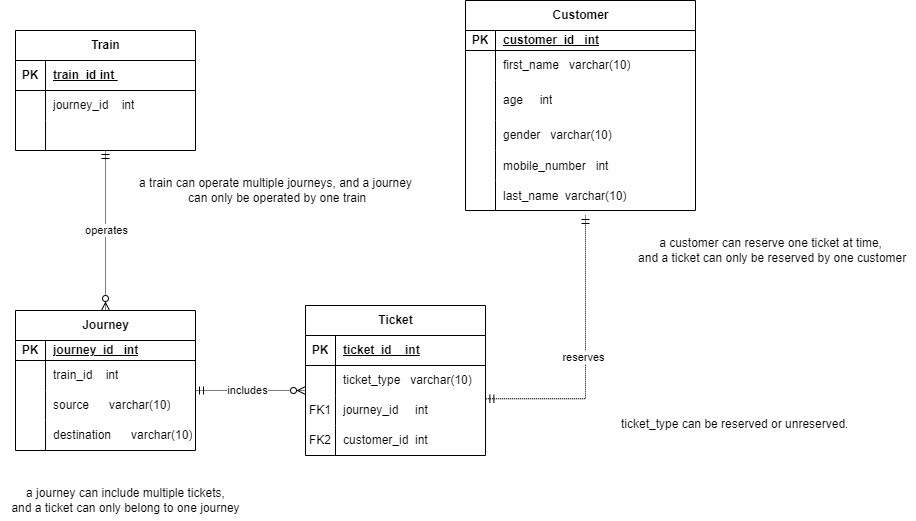 Train
PK train_id int
journey_id int
Customer
PK customer_id int
first_name varchar(10)
age int
gender varchar(10)
mobile_number int
last_name varchar(10)
a train can operate multiple journeys, and a journey
can only be operated by one train
operates
a customer can reserve one ticket at time,
and a ticket can only be reserved by one customer
Journey
PK journey_id int
train_id int
source varchar(10)
destination varchar(10)
includes
Ticket
PK ticket_id int
ticket_type varchar(10)
FK1 journey_id int
FK2 customer_id int
reserves
ticket_type can be reserved or unreserved.
a journey can include multiple tickets,
and a ticket can only belong to one journey